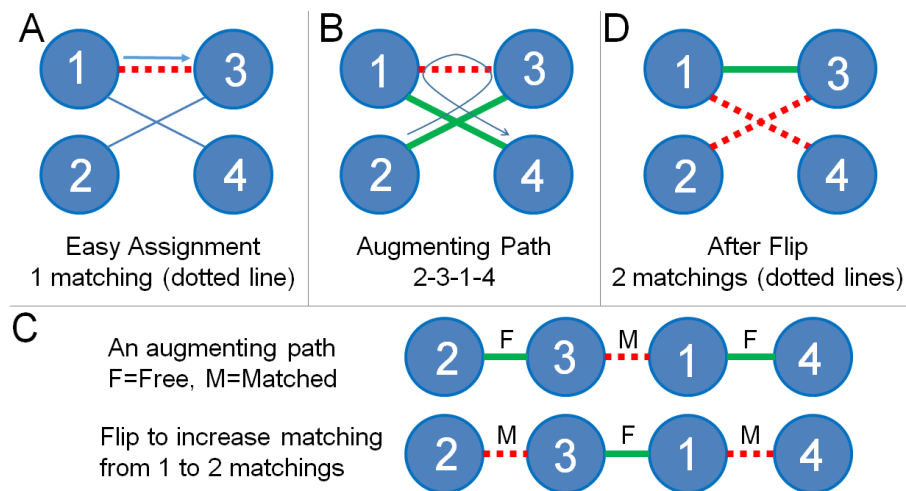 A
1 3
2 4
Easy Assignment
1 matching (dotted line)
B
1 3
2 4
Augmenting Path
2-3-1-4
D
1 3
2 4
After Flip
2 matchings (dotted lines)
C
An augmenting path
F=Free, M=Matched
F M F
2 3 1 4
Flip to increase matching
from 1 to 2 matchings
M F M
2 3 1 4